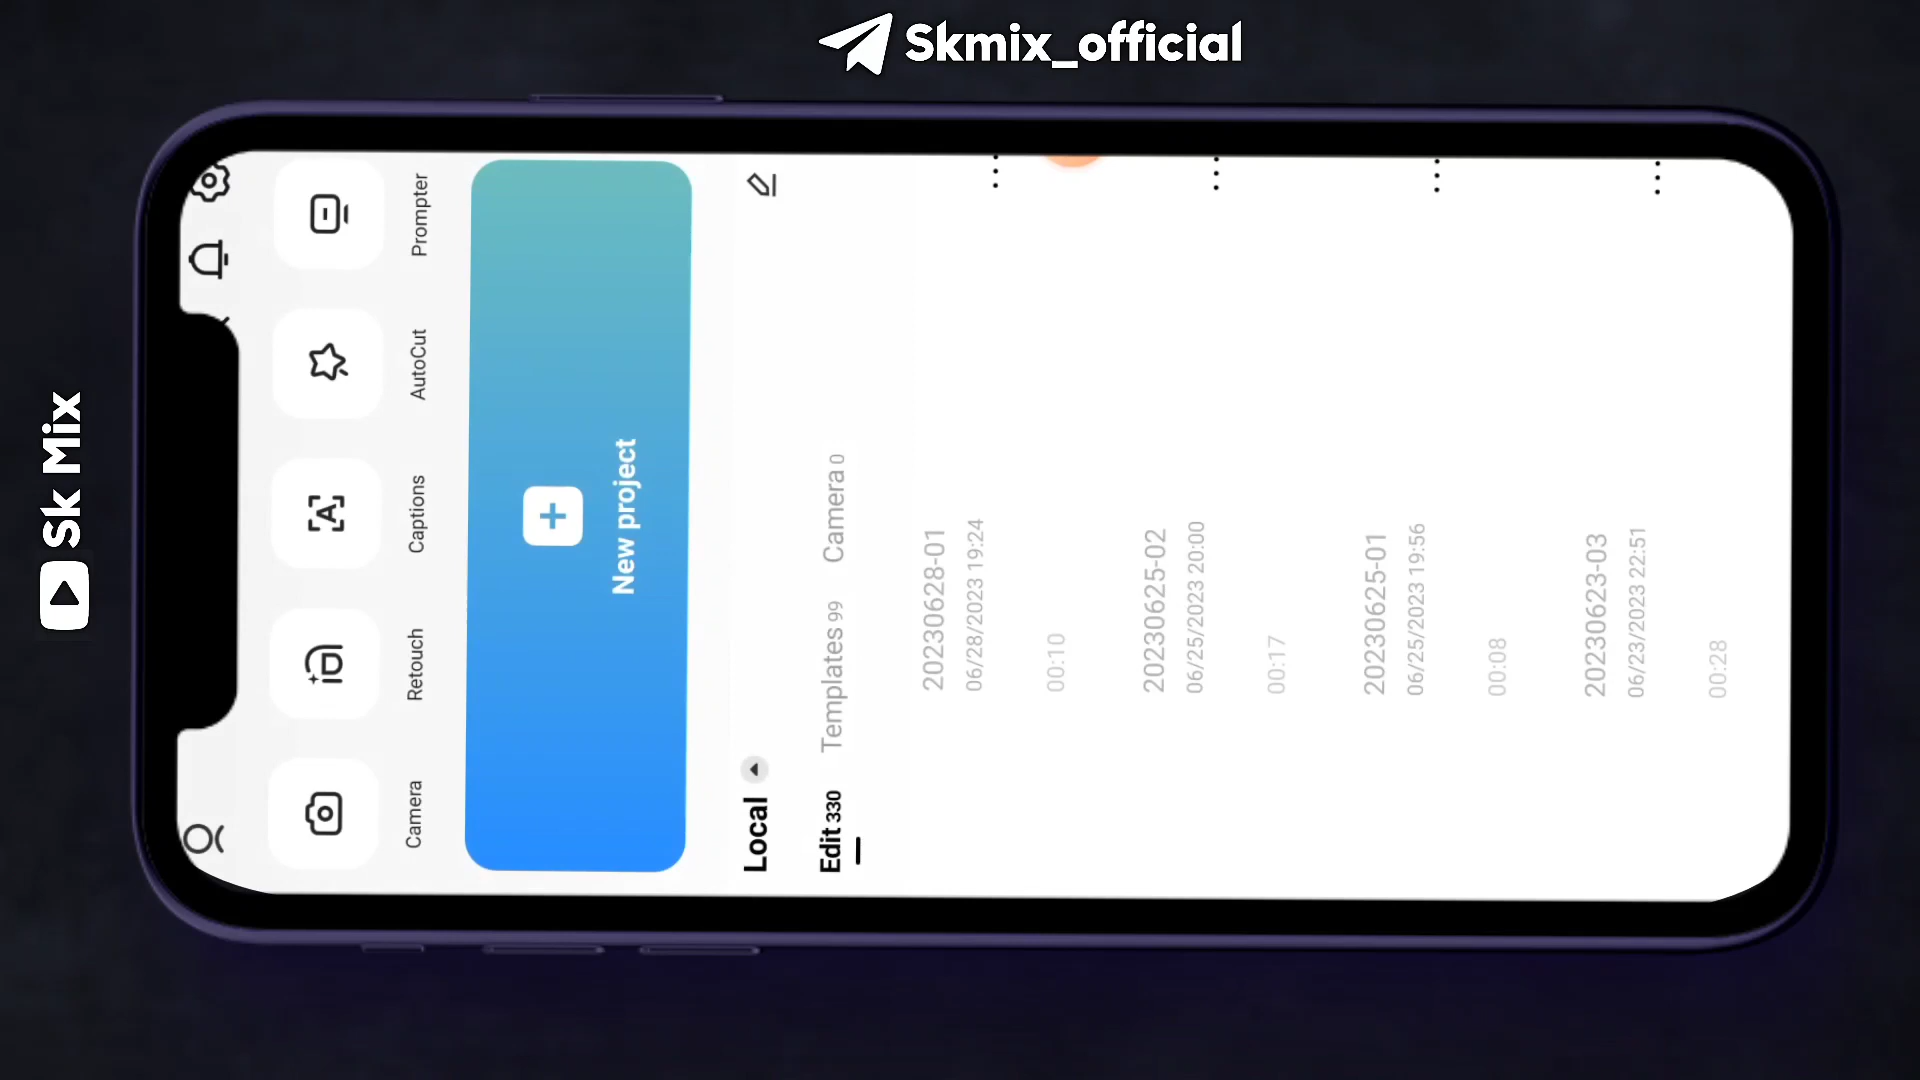 Skmix_official
Sk Mix
Camera
Retouch
Captions
AutoCut
Prompter
New project
Local
Edit 330 Templates 99 Camera 0
20230628-01
06/28/2023 19:24
00:10
20230625-02
06/25/2023 20:00
00:17
20230625-01
06/25/2023 19:56
00:08
20230623-03
06/23/2023 22:51
00:28